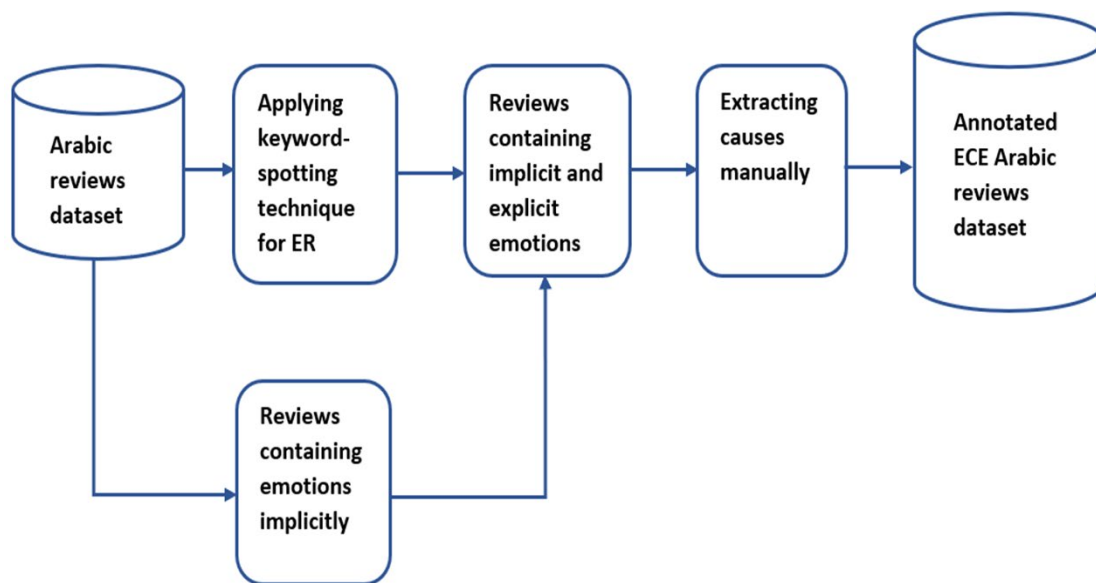 Arabic
reviews
dataset
Applying
keyword-
spotting
technique
for ER
Reviews
containing
implicit and
explicit
emotions
Extracting
causes
manually
Annotated
ECE Arabic
reviews
dataset
Reviews
containing
emotions
implicitly